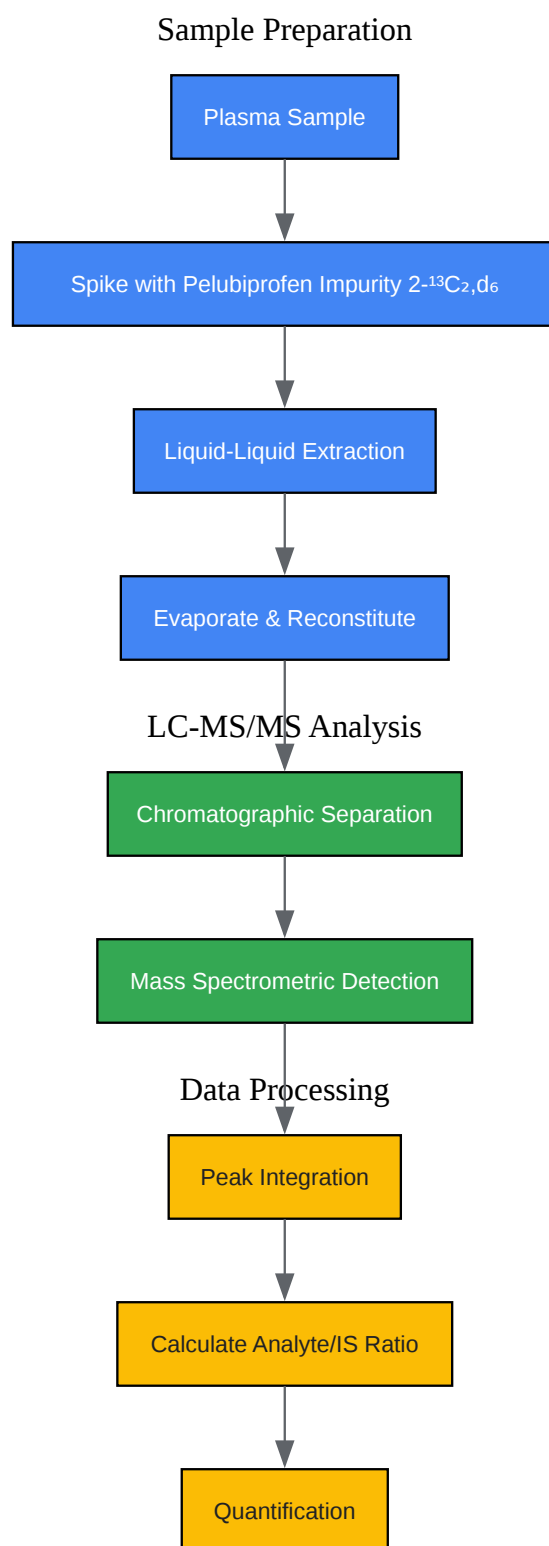 Sample Preparation
Plasma Sample
Spike with Pelubiprofen Impurity 2-¹³C₂,d₆
Liquid-Liquid Extraction
Evaporate & Reconstitute
LC-MS/MS Analysis
Chromatographic Separation
Mass Spectrometric Detection
Data Processing
Peak Integration
Calculate Analyte/IS Ratio
Quantification